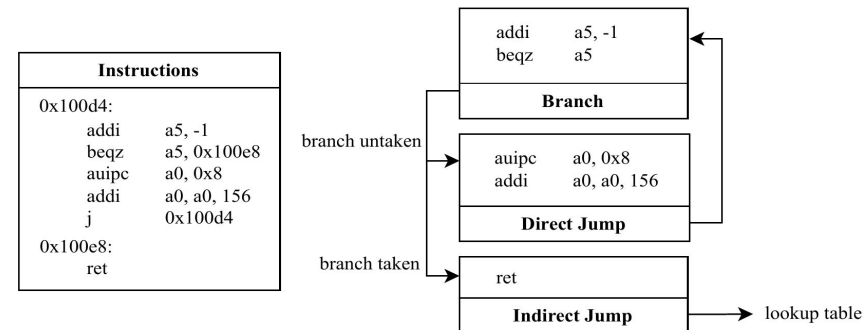 Instructions
0x100d4:
addi a5, -1
beqz a5, 0x100e8
auipc a0, 0x8
addi a0, a0, 156
j 0x100d4
0x100e8:
ret
addi a5, -1
beqz a5
Branch
branch untaken
auipc a0, 0x8
addi a0, a0, 156
Direct Jump
branch taken
ret
Indirect Jump
lookup table